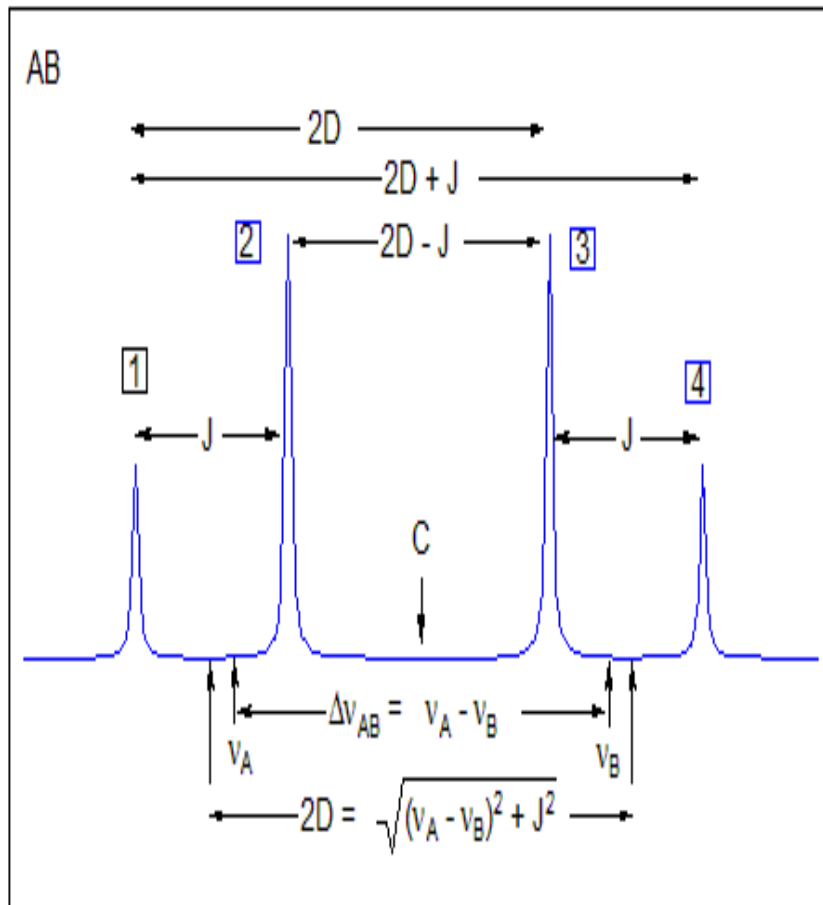 AB
2D
2D + J
2 2D - J 3
1 4
J J
C
Δν_AB = ν_A - ν_B
ν_A ν_B
2D = √(ν_A - ν_B)² + J²